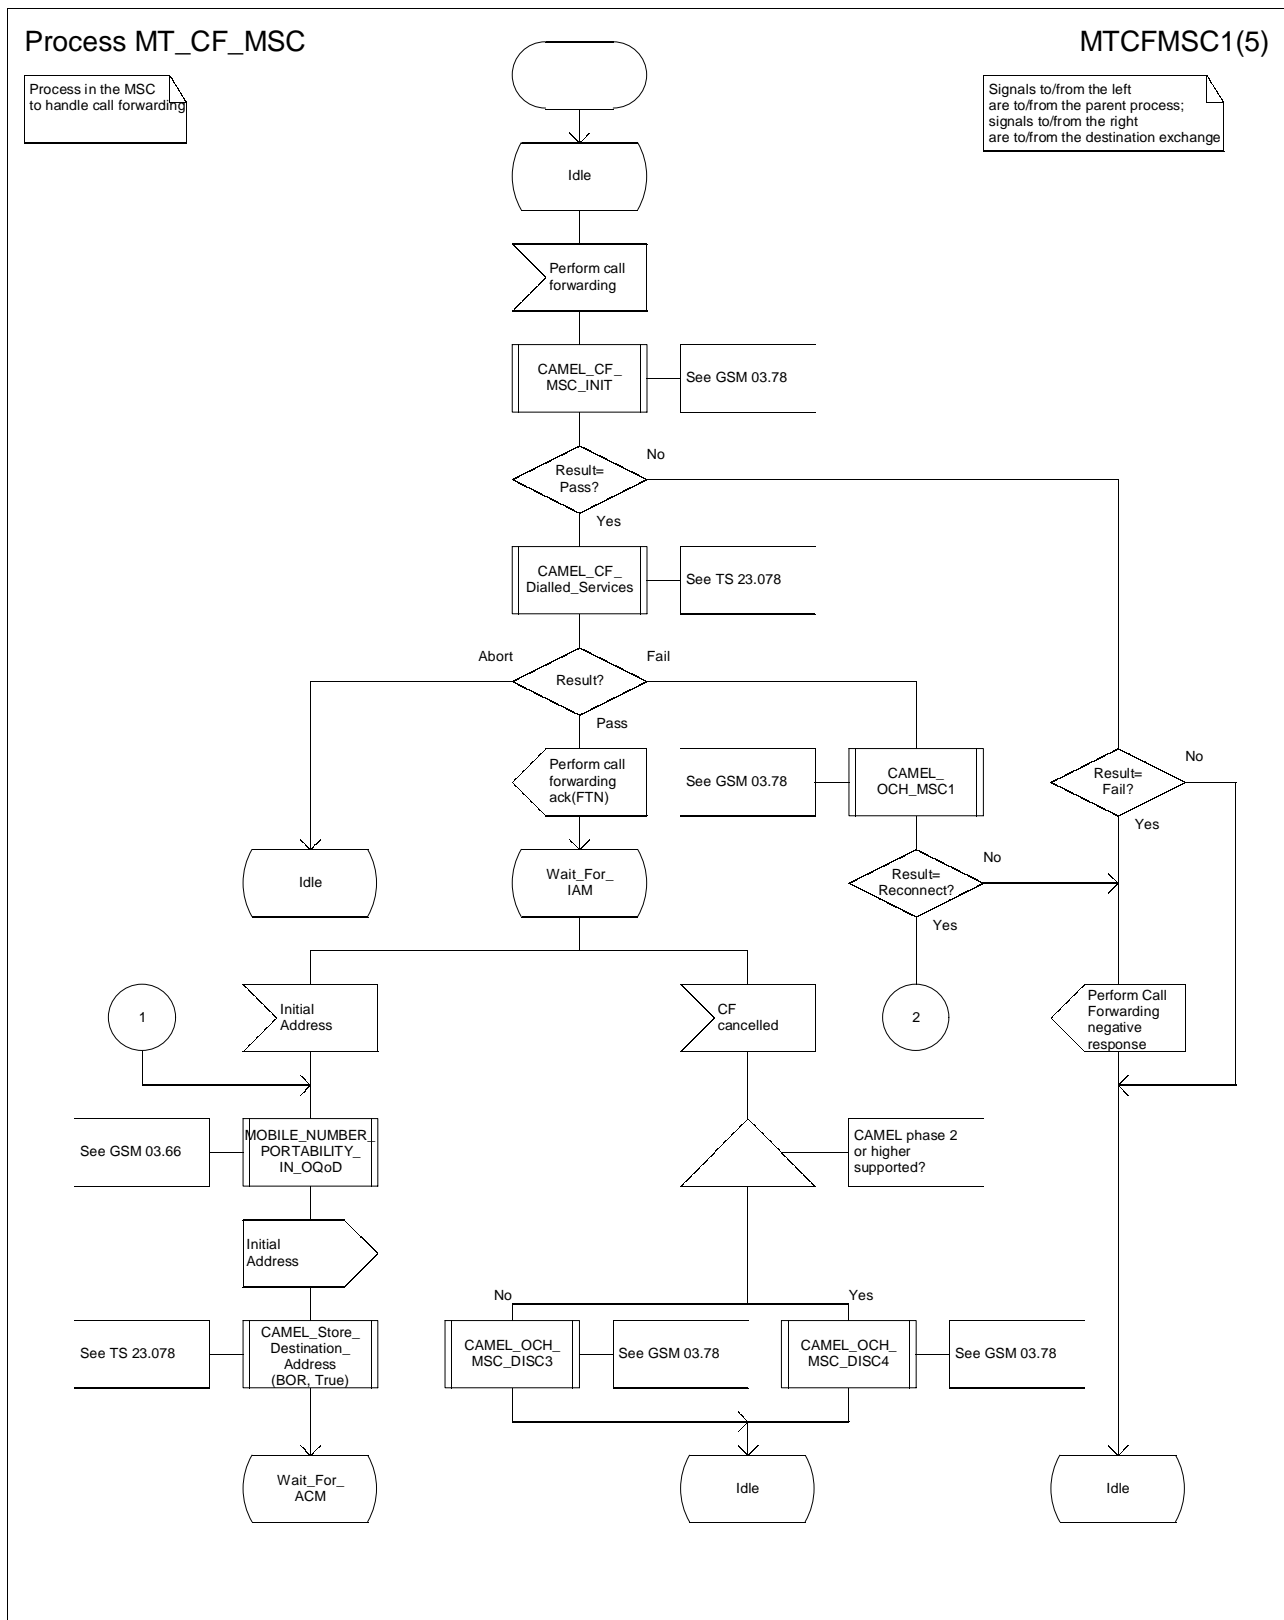 Process MT_CF_MSC
MTCFMSC1(5)
Process in the MSC
to handle call forwarding
Signals to/from the left
are to/from the parent process;
signals to/from the right
are to/from the destination exchange
Idle
Perform call
forwarding
CAMEL_CF_
MSC_INIT
See GSM 03.78
Result=
Pass?
No
Yes
CAMEL_CF_
Dialled_Services
See TS 23.078
Abort
Result?
Fail
Pass
Perform call
forwarding
ack(FTN)
See GSM 03.78
CAMEL_
OCH_MSC1
Result=
Fail?
No
Yes
Idle
Wait_For_
IAM
Result=
Reconnect?
No
Yes
1
Initial
Address
CF
cancelled
2
Perform Call
Forwarding
negative
response
See GSM 03.66
MOBILE_NUMBER_
PORTABILITY_
IN_OQoD
CAMEL phase 2
or higher
supported?
Initial
Address
No
Yes
See TS 23.078
CAMEL_Store_
Destination_
Address
(BOR, True)
CAMEL_OCH_
MSC_DISC3
See GSM 03.78
CAMEL_OCH_
MSC_DISC4
See GSM 03.78
Wait_For_
ACM
Idle
Idle